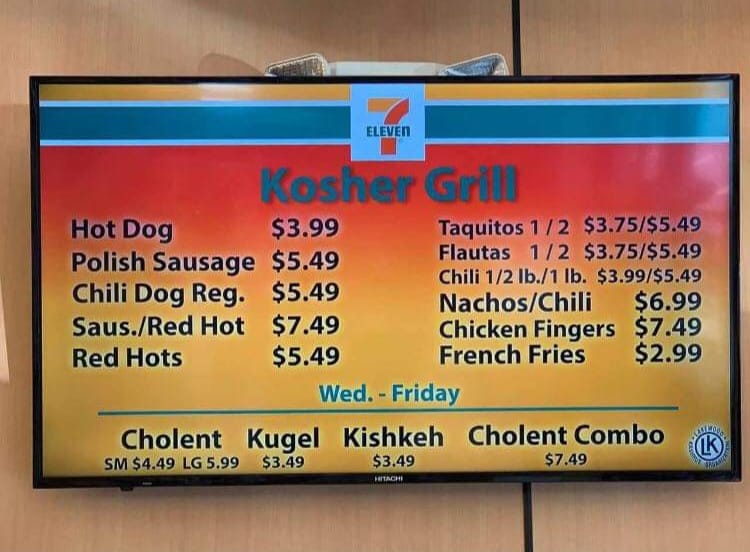 7
ELEVEn
Kosher Grill
Hot Dog $3.99
Polish Sausage $5.49
Chili Dog Reg. $5.49
Saus./Red Hot $7.49
Red Hots $5.49
Taquitos 1/2 $3.75/$5.49
Flautas 1/2 $3.75/$5.49
Chili 1/2 lb./1 lb. $3.99/$5.49
Nachos/Chili $6.99
Chicken Fingers $7.49
French Fries $2.99
Wed. - Friday
Cholent Kugel Kishkeh Cholent Combo
SM $4.49 LG 5.99 $3.49 $3.49 $7.49
LK
HITACHI